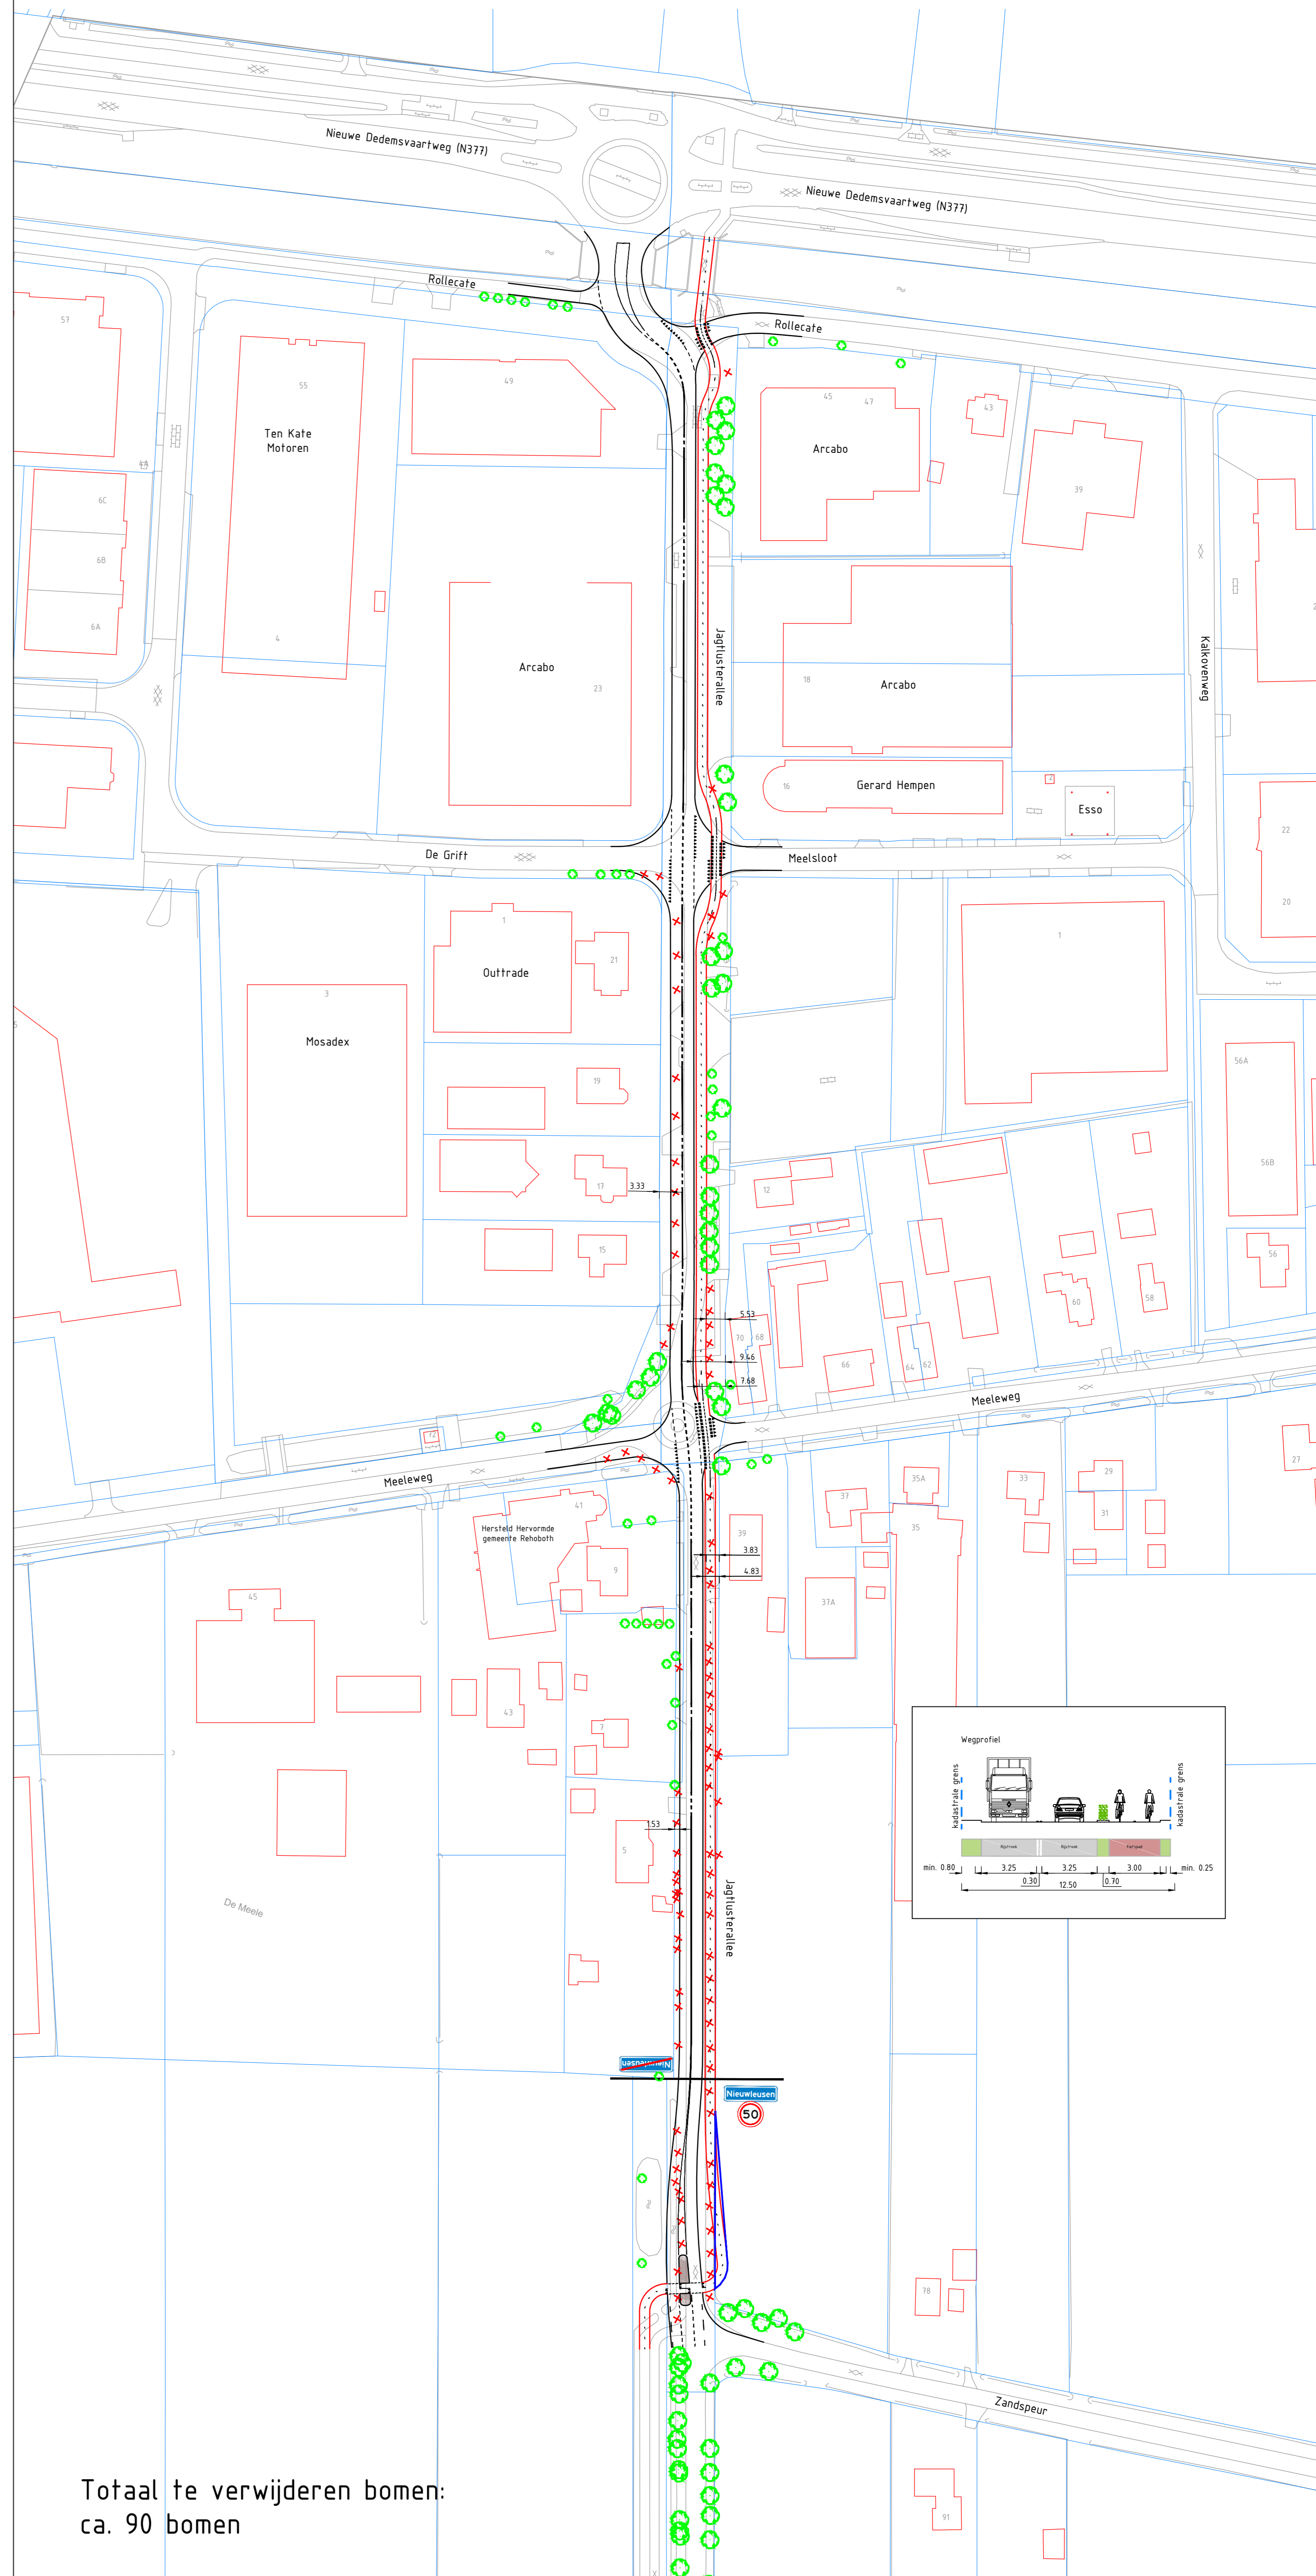 Nieuwe Dedemsvaartweg (N377)
Nieuwe Dedemsvaartweg (N377)
Rollecate
Rollecate
57
55
Ten Kate
Motoren
49
45
47
Arcabo
43
39
4A
6C
6B
6A
4
Arcabo
23
Jagtlusterallee
18
Arcabo
Kalkovenweg
16
Gerard Hempen
Esso
22
20
De Grift
Meelsloot
1
Outtrade
21
3
Mosadex
1
19
17
3.33
15
12
56A
56B
56
5.53
9.46
7.68
70
68
66
64
62
60
58
72
Meeleweg
Meeleweg
41
Hersteld Hervormde
gemeente Rehoboth
9
39
3.83
4.83
37
35A
35
33
29
31
27
37A
45
43
7
5
1.53
De Meele
Jagtlusterallee
Wegprofiel
kadastrale grens
kadastrale grens
Rijstrook
Rijstrook
Fietspad
min. 0.80
3.25
3.25
3.00
min. 0.25
0.30
0.70
12.50
Nieuwleusen
Nieuwleusen
50
78
Zandspeur
91
Totaal te verwijderen bomen:
ca. 90 bomen